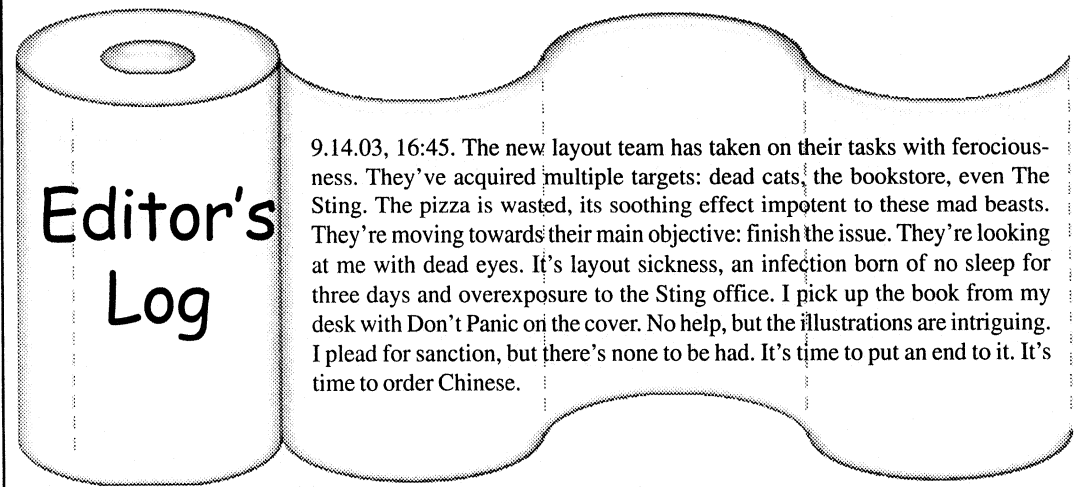 Editor's
Log
9.14.03, 16:45. The new layout team has taken on their tasks with ferocious-
ness. They've acquired multiple targets: dead cats, the bookstore, even The
Sting. The pizza is wasted, its soothing effect impotent to these mad beasts.
They're moving towards their main objective: finish the issue. They're looking
at me with dead eyes. It's layout sickness, an infection born of no sleep for
three days and overexposure to the Sting office. I pick up the book from my
desk with Don't Panic on the cover. No help, but the illustrations are intriguing.
I plead for sanction, but there's none to be had. It's time to put an end to it. It's
time to order Chinese.